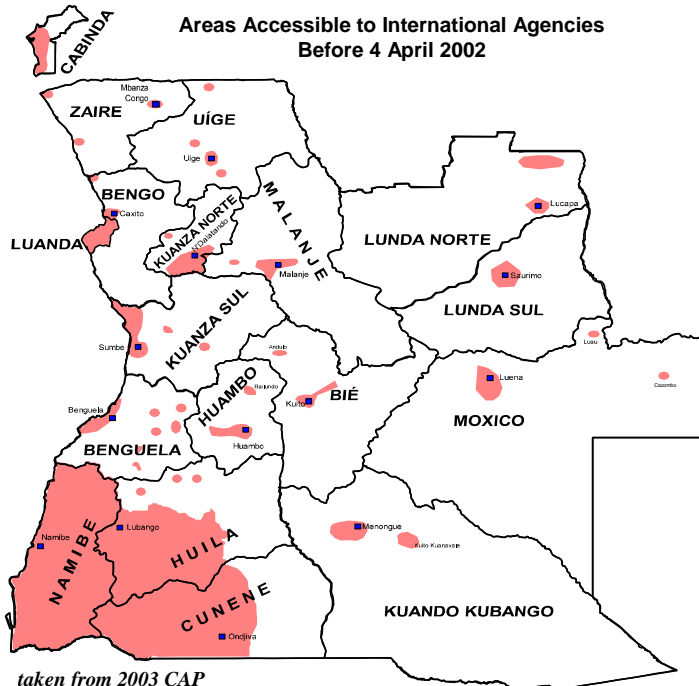 Areas Accessible to International Agencies
Before 4 April 2002
CABINDA
Mbanza
Congo
ZAIRE
UÍGE
Uige
BENGO
Caxito
LUANDA
KUANZA NORTE
N'Dalatando
MALANJE
Malanje
Lucapa
LUNDA NORTE
Saurimo
LUNDA SUL
KUANZA SUL
Sumbe
Andulo
Luau
Bailundo
HUAMBO
BIÉ
Kuito
Luena
Cazombo
MOXICO
Benguela
Huambo
BENGUELA
Lubango
Namibe
NAMIBE
HUILA
Menongue
Kuito Kuanavale
CUNENE
Ondjiva
KUANDO KUBANGO
taken from 2003 CAP